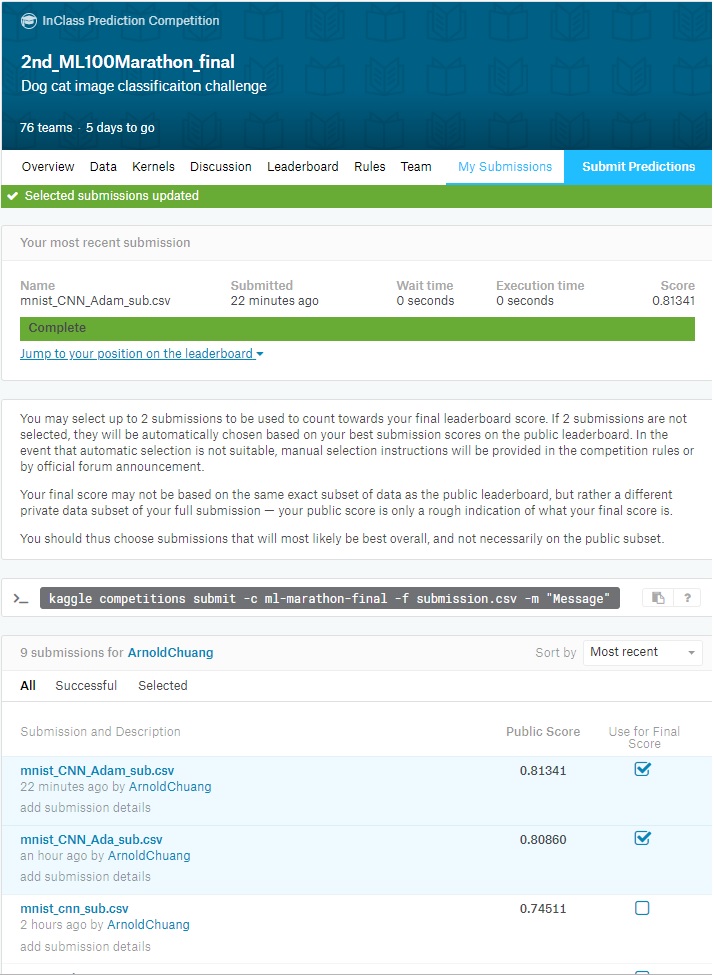 InClass Prediction Competition
2nd_ML100Marathon_final
Dog cat image classificaiton challenge
76 teams · 5 days to go
Overview Data Kernels Discussion Leaderboard Rules Team My Submissions Submit Predictions
Selected submissions updated
Your most recent submission
Name Submitted Wait time Execution time Score
mnist_CNN_Adam_sub.csv 22 minutes ago 0 seconds 0 seconds 0.81341
Complete
Jump to your position on the leaderboard
You may select up to 2 submissions to be used to count towards your final leaderboard score. If 2 submissions are not
selected, they will be automatically chosen based on your best submission scores on the public leaderboard. In the
event that automatic selection is not suitable, manual selection instructions will be provided in the competition rules or
by official forum announcement.
Your final score may not be based on the same exact subset of data as the public leaderboard, but rather a different
private data subset of your full submission — your public score is only a rough indication of what your final score is.
You should thus choose submissions that will most likely be best overall, and not necessarily on the public subset.
>_ kaggle competitions submit -c ml-marathon-final -f submission.csv -m "Message" ?
9 submissions for ArnoldChuang Sort by Most recent
All Successful Selected
Submission and Description Public Score Use for Final
Score
mnist_CNN_Adam_sub.csv 0.81341
22 minutes ago by ArnoldChuang
add submission details
mnist_CNN_Ada_sub.csv 0.80860
an hour ago by ArnoldChuang
add submission details
mnist_cnn_sub.csv 0.74511
2 hours ago by ArnoldChuang
add submission details